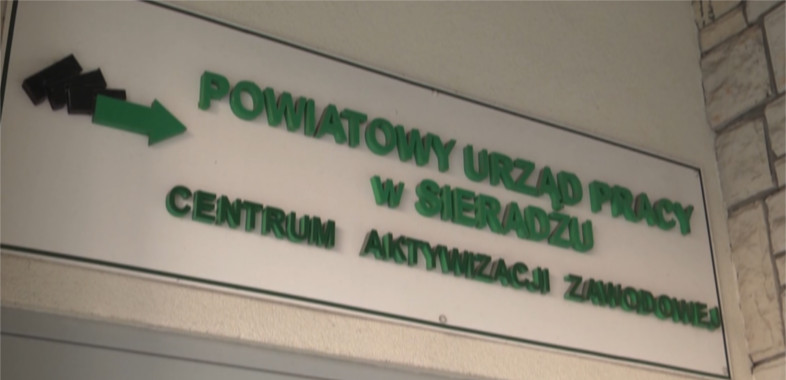 POWIATOWY URZĄD PRACY
w SIERADZU
CENTRUM AKTYWIZACJI ZAWODOWEJ